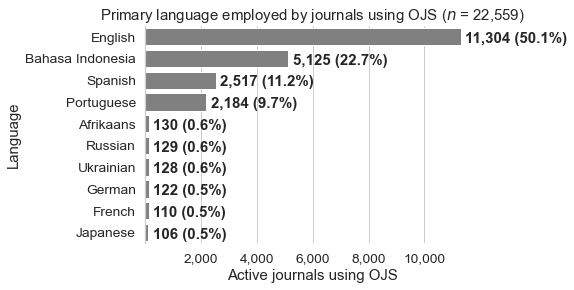 Primary language employed by journals using OJS (n = 22,559)
English 11,304 (50.1%)
Bahasa Indonesia 5,125 (22.7%)
Spanish 2,517 (11.2%)
Portuguese 2,184 (9.7%)
Afrikaans 130 (0.6%)
Russian 129 (0.6%)
Ukrainian 128 (0.6%)
German 122 (0.5%)
French 110 (0.5%)
Japanese 106 (0.5%)
Language
2,000 4,000 6,000 8,000 10,000
Active journals using OJS